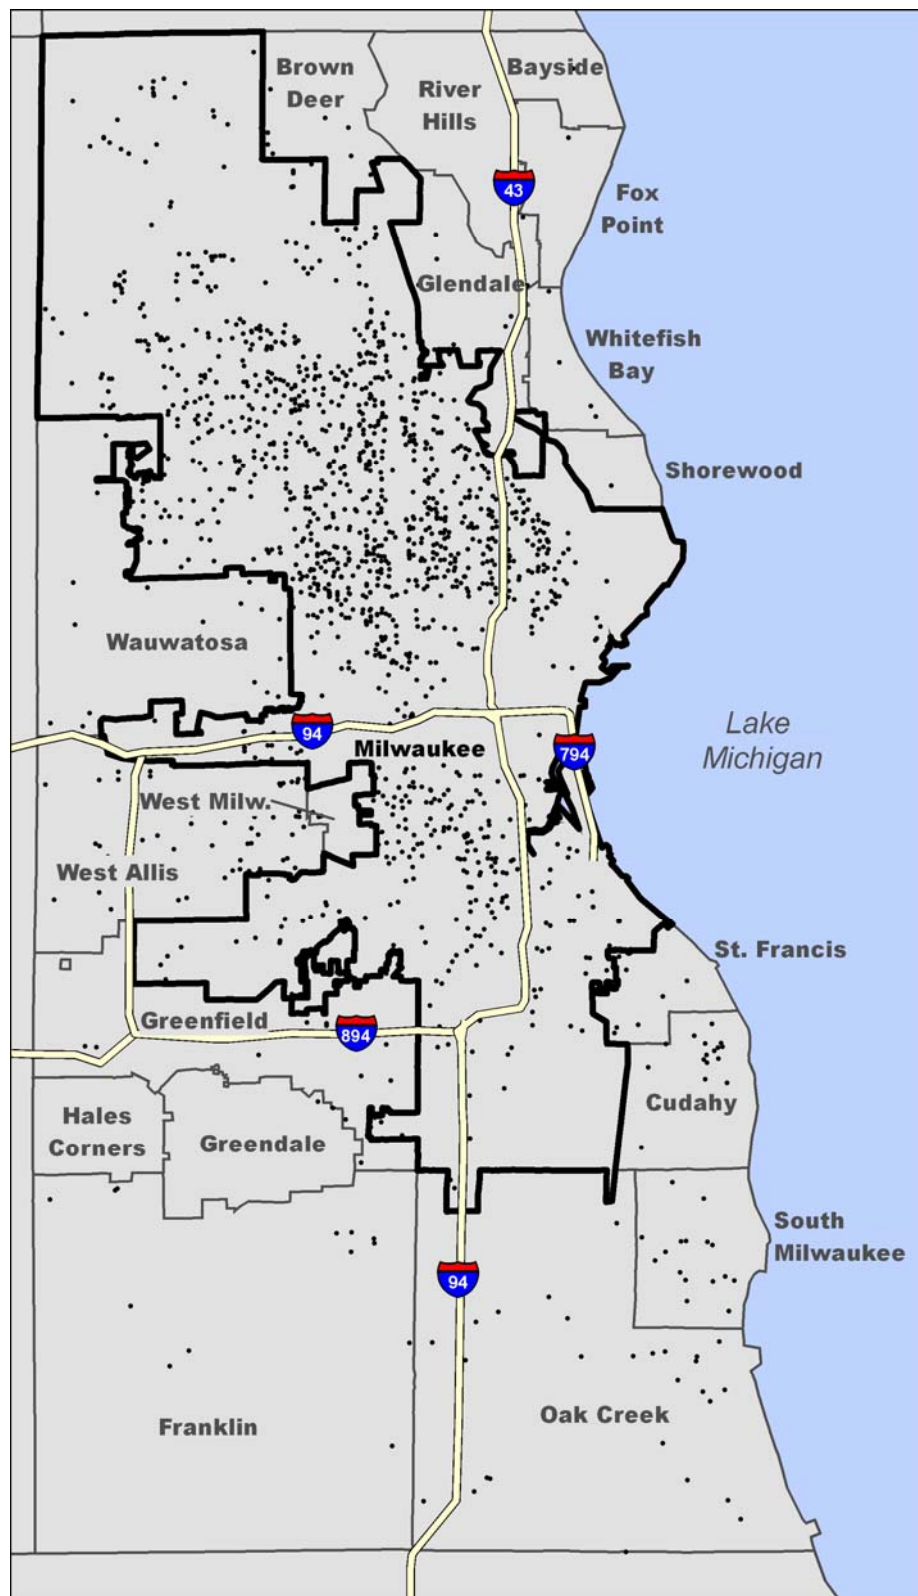 Brown
Deer
River
Hills
Bayside
43
Fox
Point
Glendale
Whitefish
Bay
Shorewood
Wauwatosa
94
Milwaukee
794
Lake
Michigan
West Milw.
West Allis
St. Francis
Greenfield
894
Hales
Corners
Greendale
Cudahy
South
Milwaukee
94
Franklin
Oak Creek